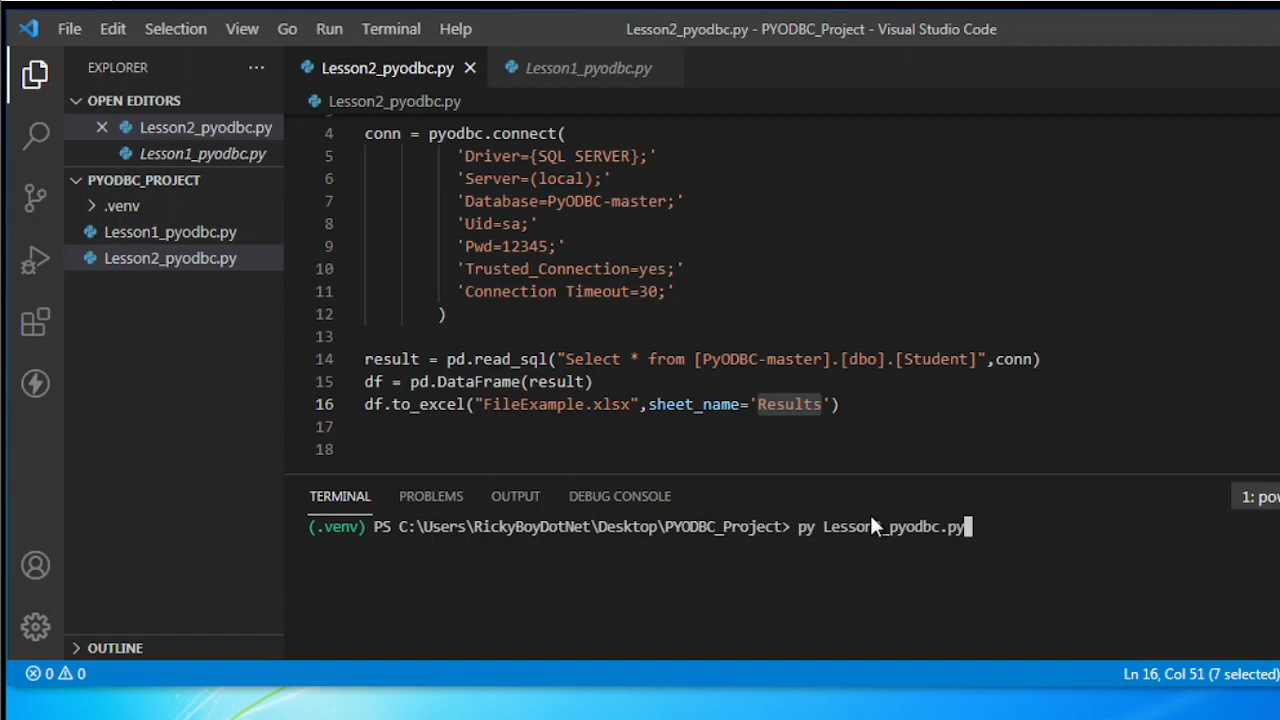 File Edit Selection View Go Run Terminal Help Lesson2_pyodbc.py - PYODBC_Project - Visual Studio Code
EXPLORER ···
Lesson2_pyodbc.py Lesson1_pyodbc.py
OPEN EDITORS
Lesson2_pyodbc.py
Lesson1_pyodbc.py
PYODBC_PROJECT
.venv
Lesson1_pyodbc.py
Lesson2_pyodbc.py
OUTLINE
Lesson2_pyodbc.py
4 conn = pyodbc.connect(
5 'Driver={SQL SERVER};'
6 'Server=(local);'
7 'Database=PyODBC-master;'
8 'Uid=sa;'
9 'Pwd=12345;'
10 'Trusted_Connection=yes;'
11 'Connection Timeout=30;'
12 )
13
14 result = pd.read_sql("Select * from [PyODBC-master].[dbo].[Student]",conn)
15 df = pd.DataFrame(result)
16 df.to_excel("FileExample.xlsx",sheet_name='Results')
17
18
TERMINAL PROBLEMS OUTPUT DEBUG CONSOLE 1: pow
(.venv) PS C:\Users\RickyBoyDotNet\Desktop\PYODBC_Project> py
0 0 Ln 16, Col 51 (7 selected)